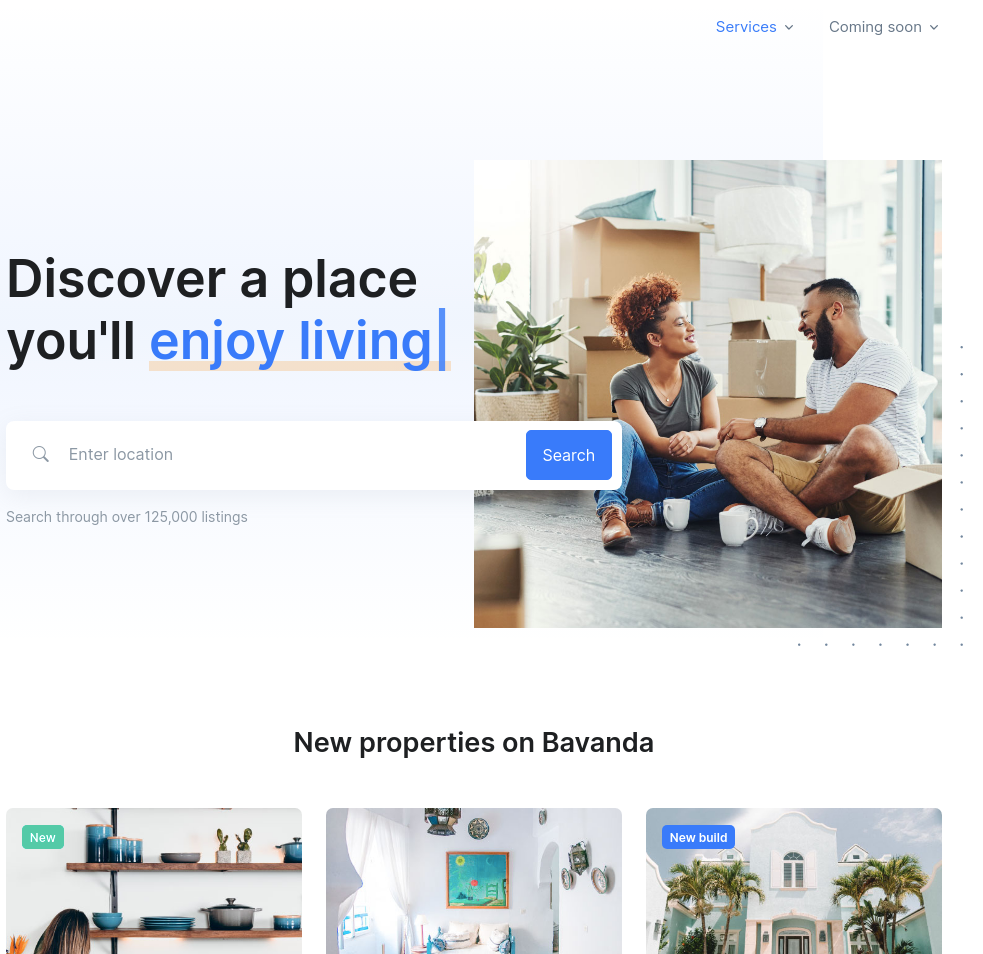 Services
Coming soon
Discover a place
you'll enjoy living
Enter location
Search
Search through over 125,000 listings
New properties on Bavanda
New
New build